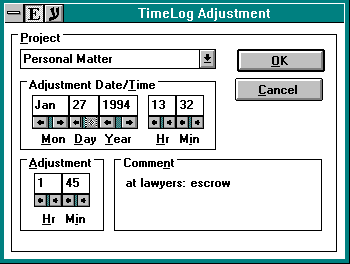 E y TimeLog Adjustment
Project
Personal Matter
OK
Cancel
Adjustment Date/Time
Jan 27 1994 13 32
Mon Day Year Hr Min
Adjustment
1 45
Hr Min
Comment
at lawyers: escrow